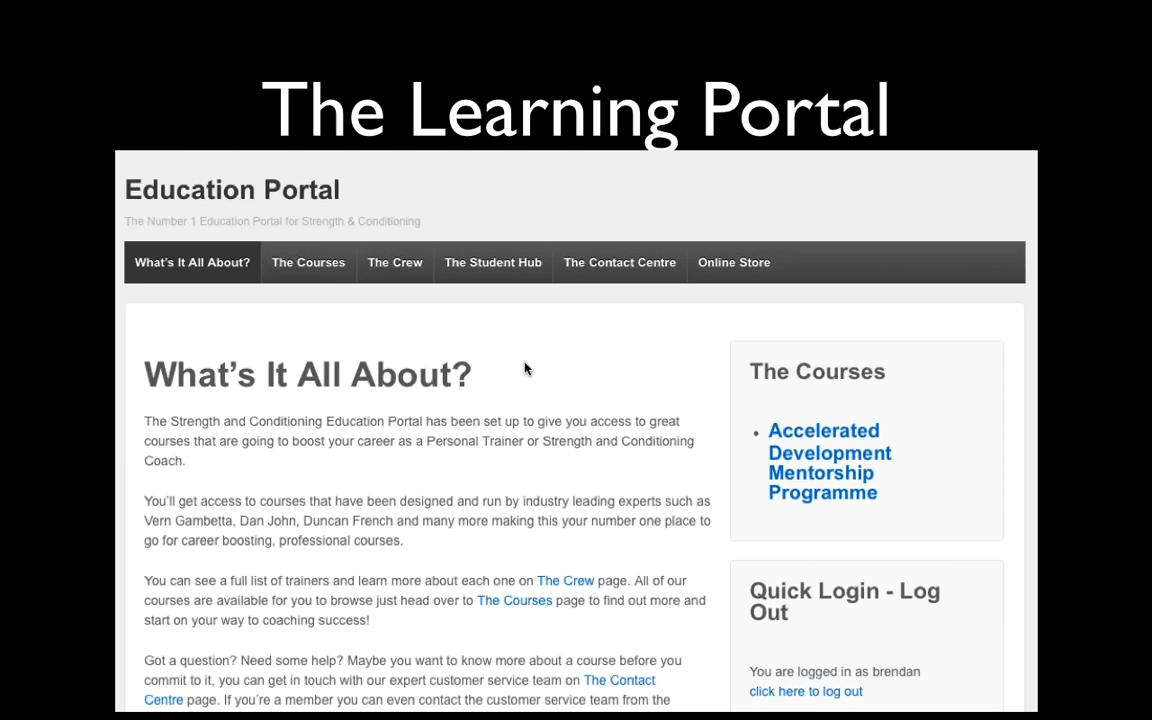 The Learning Portal
Education Portal
The Number 1 Education Portal for Strength & Conditioning
What's It All About?
The Courses
The Crew
The Student Hub
The Contact Centre
Online Store
What's It All About?
The Strength and Conditioning Education Portal has been set up to give you access to great
courses that are going to boost your career as a Personal Trainer or Strength and Conditioning
Coach.
You'll get access to courses that have been designed and run by industry leading experts such as
Vern Gambetta, Dan John, Duncan French and many more making this your number one place to
go for career boosting, professional courses.
You can see a full list of trainers and learn more about each one on The Crew page. All of our
courses are available for you to browse just head over to The Courses page to find out more and
start on your way to coaching success!
Got a question? Need some help? Maybe you want to know more about a course before you
commit to it, you can get in touch with our expert customer service team on The Contact
Centre page. If you're a member you can even contact the customer service team from the
The Courses
Accelerated
Development
Mentorship
Programme
Quick Login - Log
Out
You are logged in as brendan
click here to log out